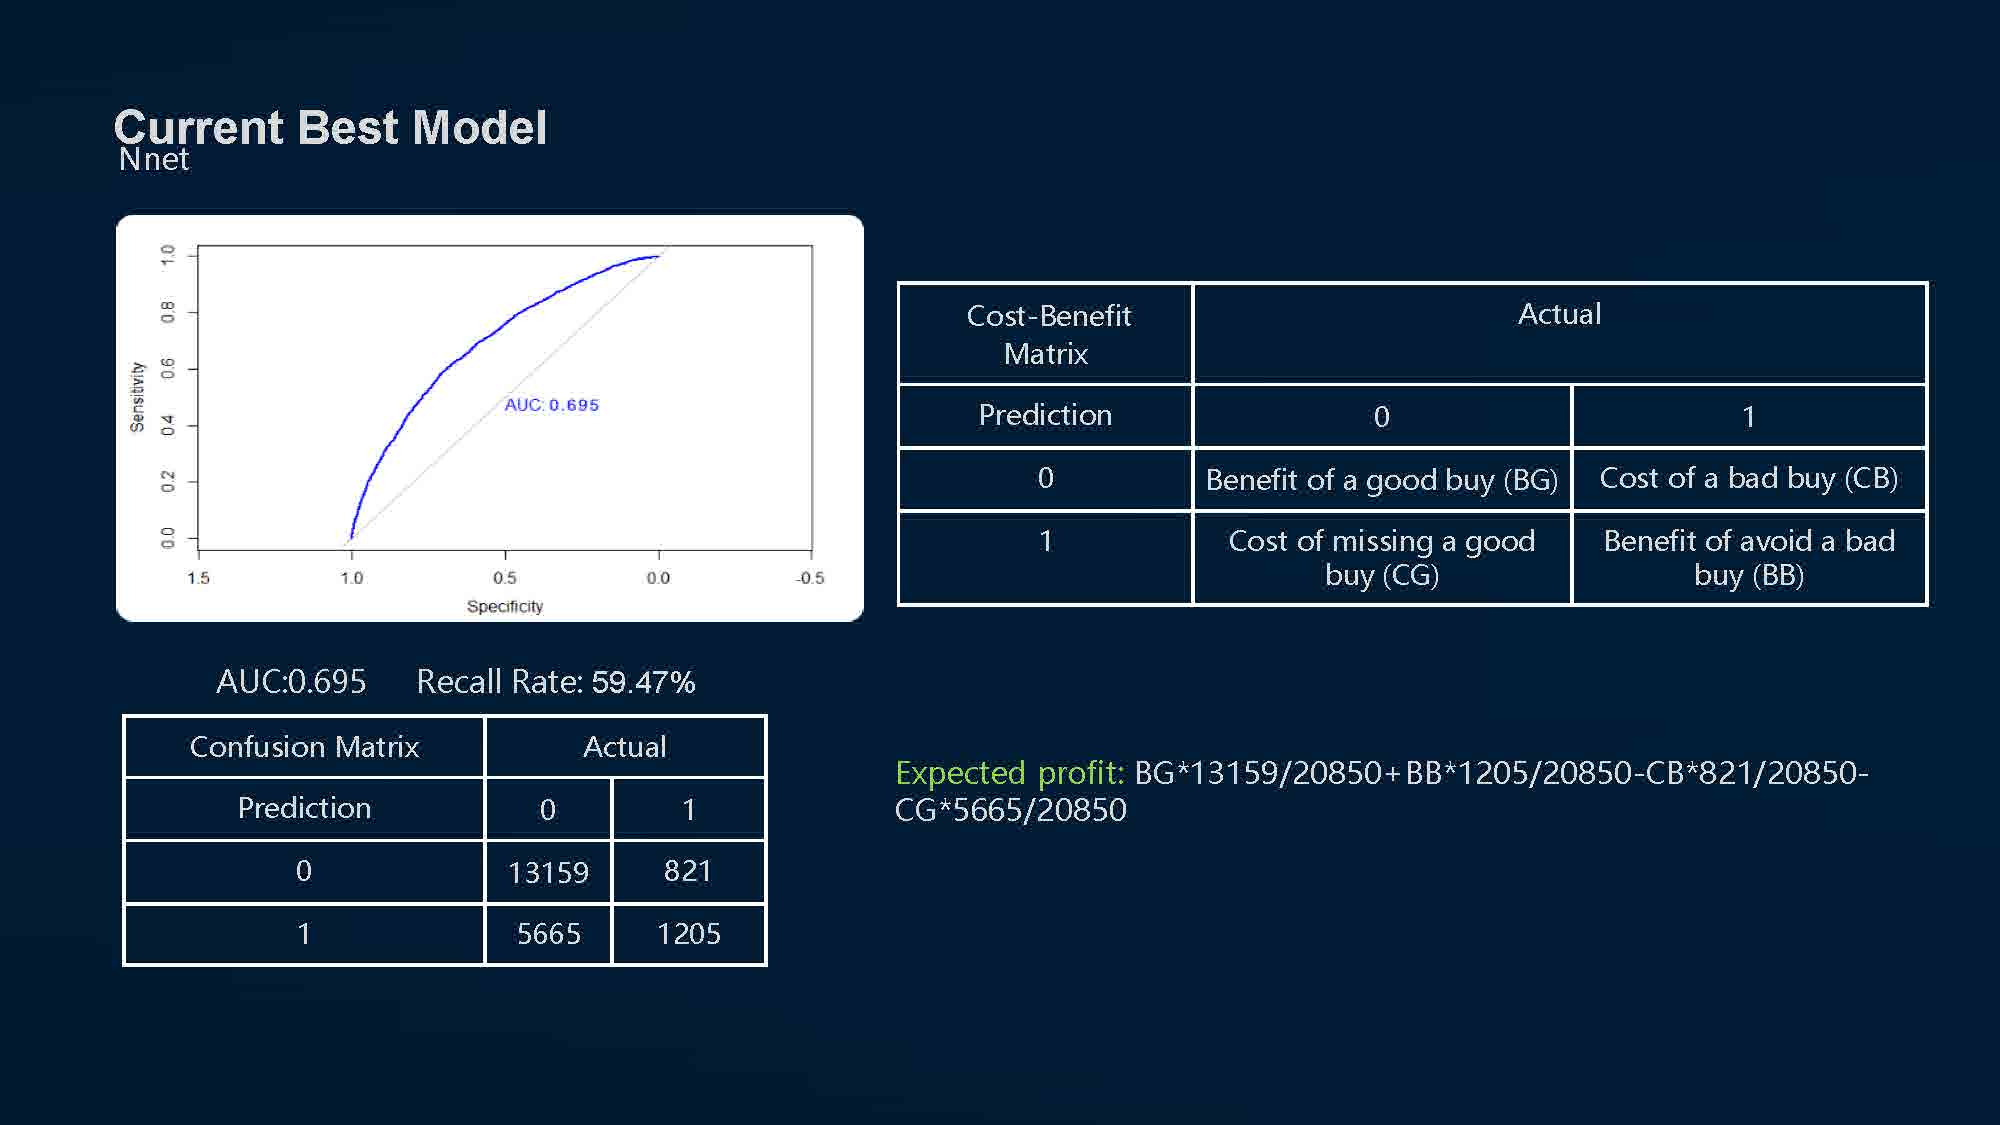 Current Best Model
Nnet
1.0
0.8
0.6
0.4
0.2
0.0
Sensitivity
AUC: 0.695
1.5 1.0 0.5 0.0 -0.5
Specificity
AUC:0.695 Recall Rate: 59.47%
Confusion Matrix Actual
Prediction 0 1
0 13159 821
1 5665 1205
Cost-Benefit
Matrix
Actual
Prediction 0 1
0 Benefit of a good buy (BG) Cost of a bad buy (CB)
1 Cost of missing a good
buy (CG)
Benefit of avoid a bad
buy (BB)
Expected profit: BG*13159/20850+BB*1205/20850-CB*821/20850-
CG*5665/20850